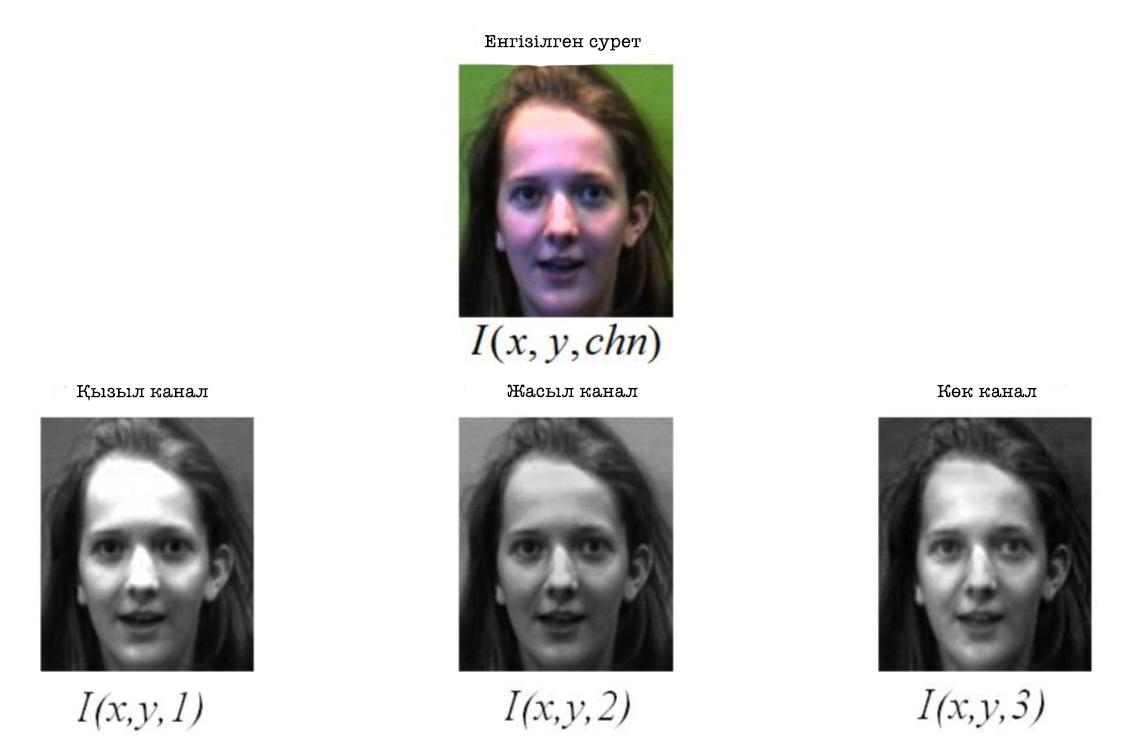 Енгізілген сурет
I(x, y, chn)
Қызыл канал
Жасыл канал
Көк канал
I(x,y,1)
I(x,y,2)
I(x,y,3)